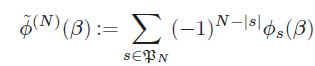 $\tilde{\phi}^{(N)}(\beta) := \sum_{s \in \mathfrak{P}_N} (-1)^{N-|s|} \phi_s(\beta)$